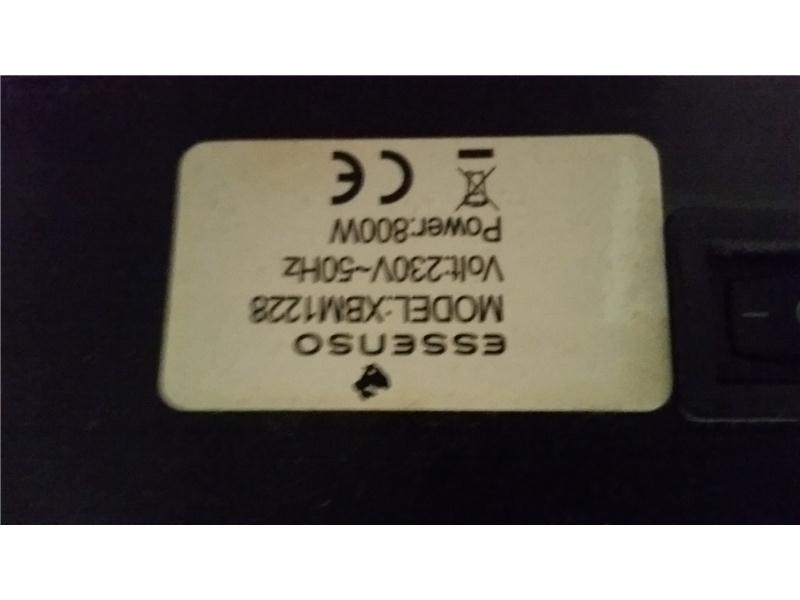 ESSENSO
MODEL:XBM1228
Volt:230V~50Hz
Power:800W
CE